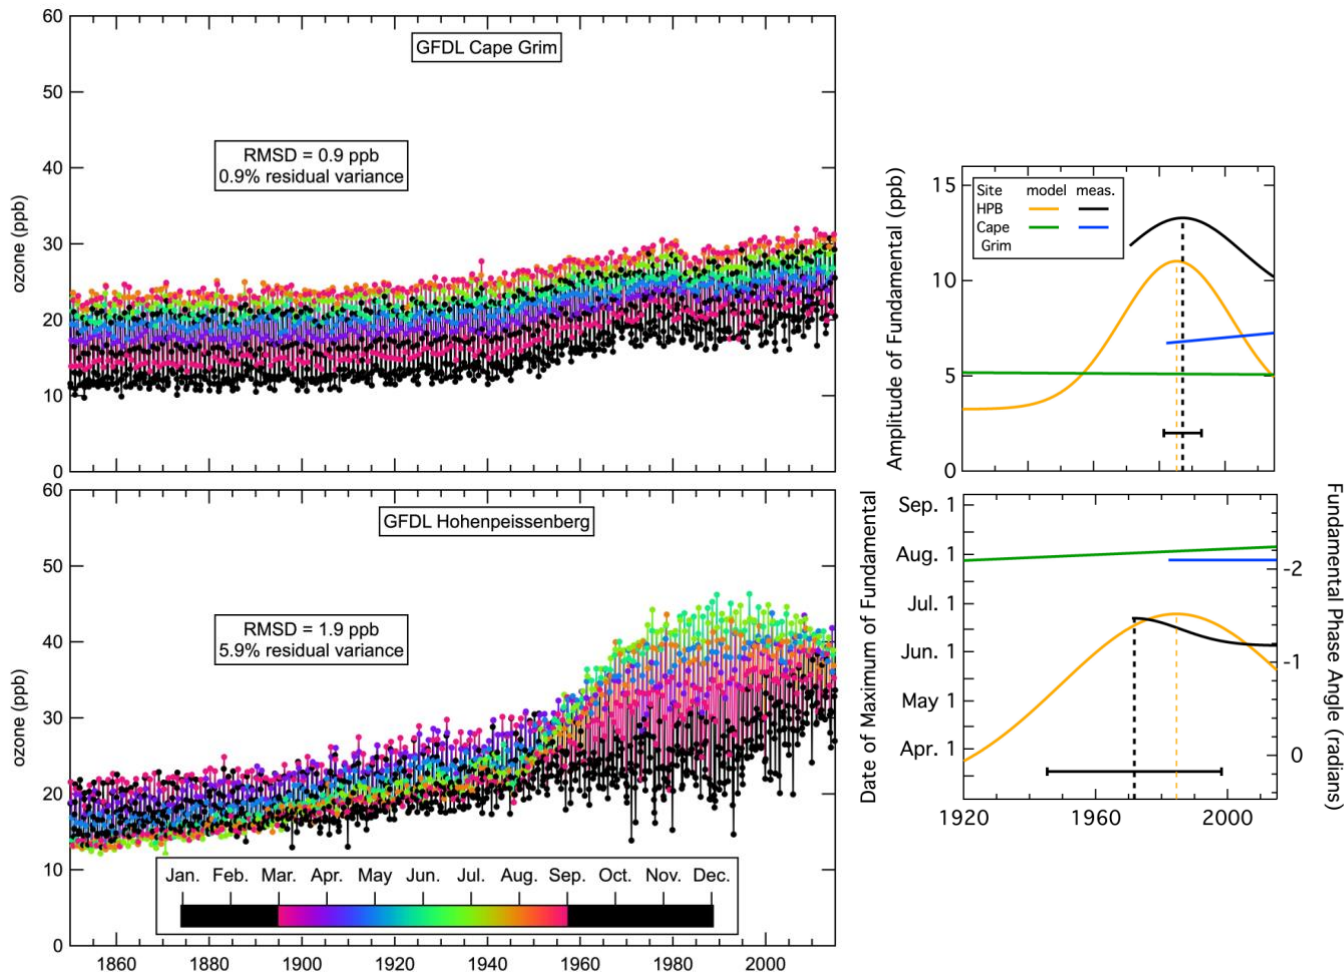 60
50
40
30
20
10
0
ozone (ppb)
GFDL Cape Grim
RMSD = 0.9 ppb
0.9% residual variance
60
50
40
30
20
10
0
ozone (ppb)
GFDL Hohenpeissenberg
RMSD = 1.9 ppb
5.9% residual variance
Jan. Feb. Mar. Apr. May Jun. Jul. Aug. Sep. Oct. Nov. Dec.
1860 1880 1900 1920 1940 1960 1980 2000
15
10
5
0
Amplitude of Fundamental (ppb)
Site model meas.
HPB
Cape
Grim
Sep. 1
Aug. 1
Jul. 1
Jun. 1
May 1
Apr. 1
Date of Maximum of Fundamental
-2
-1
0
Fundamental Phase Angle (radians)
1920 1960 2000